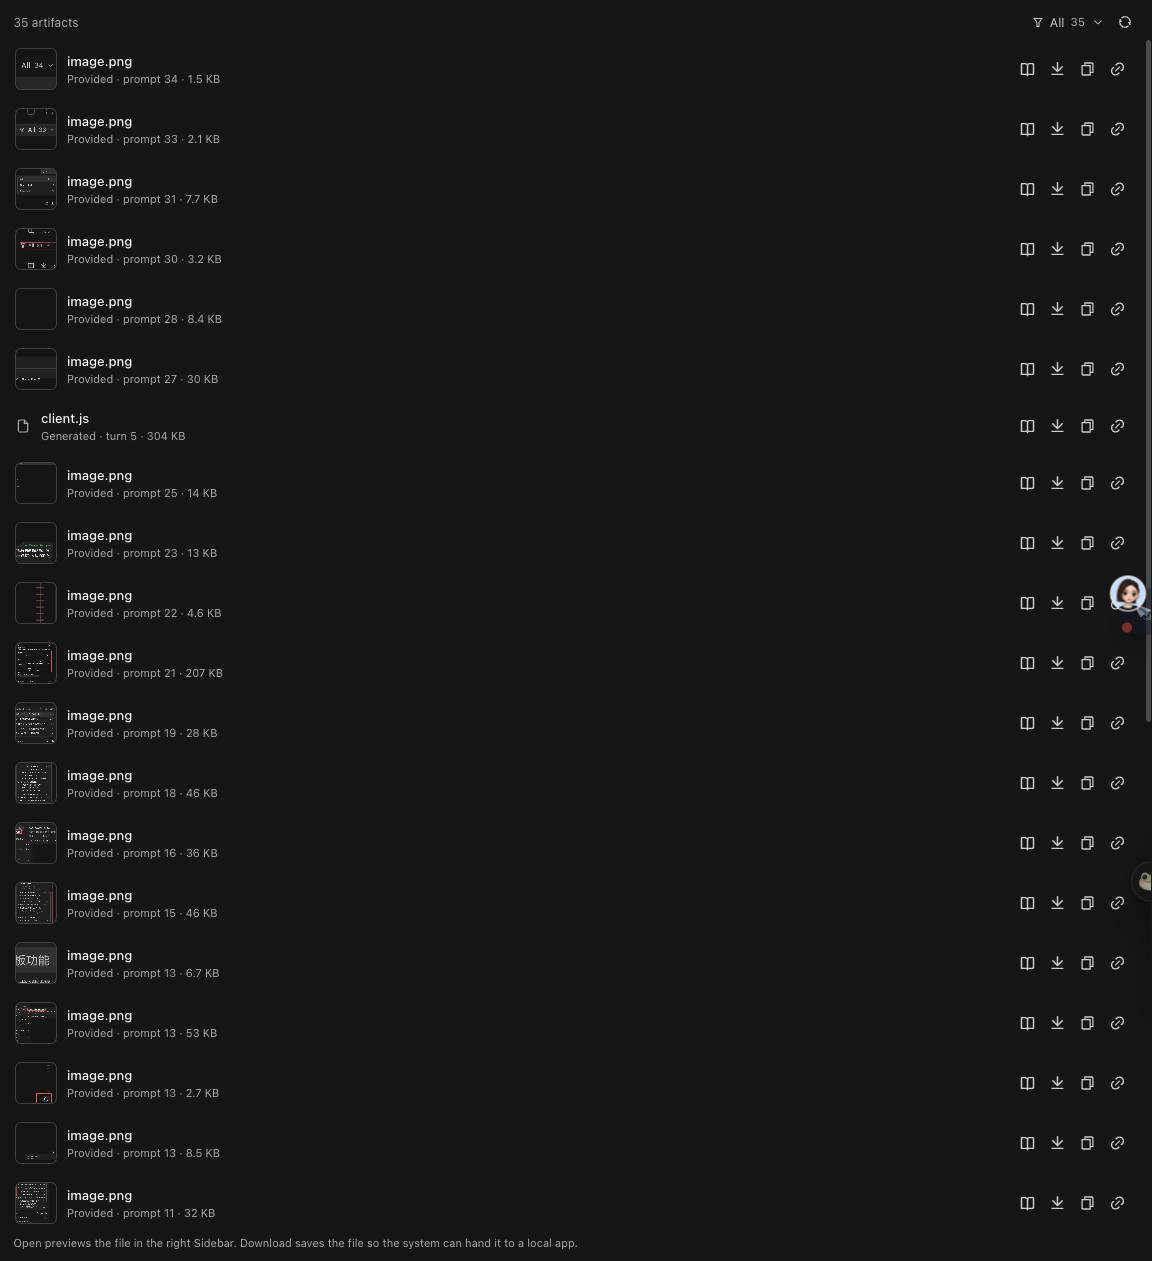 35 artifacts
All 35
All 34
image.png
Provided · prompt 34 · 1.5 KB
All 33
image.png
Provided · prompt 33 · 2.1 KB
image.png
Provided · prompt 31 · 7.7 KB
image.png
Provided · prompt 30 · 3.2 KB
image.png
Provided · prompt 28 · 8.4 KB
image.png
Provided · prompt 27 · 30 KB
client.js
Generated · turn 5 · 304 KB
image.png
Provided · prompt 25 · 14 KB
image.png
Provided · prompt 23 · 13 KB
image.png
Provided · prompt 22 · 4.6 KB
image.png
Provided · prompt 21 · 207 KB
image.png
Provided · prompt 19 · 28 KB
image.png
Provided · prompt 18 · 46 KB
image.png
Provided · prompt 16 · 36 KB
image.png
Provided · prompt 15 · 46 KB
版功能
image.png
Provided · prompt 13 · 6.7 KB
image.png
Provided · prompt 13 · 53 KB
image.png
Provided · prompt 13 · 2.7 KB
image.png
Provided · prompt 13 · 8.5 KB
image.png
Provided · prompt 11 · 32 KB
Open previews the file in the right Sidebar. Download saves the file so the system can hand it to a local app.